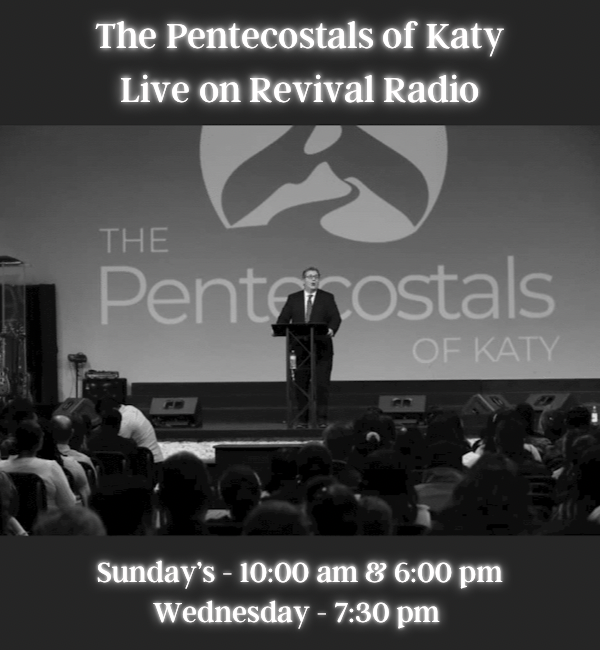 The Pentecostals of Katy
Live on Revival Radio
THE
Pentecostals
OF KATY
Sunday's - 10:00 am & 6:00 pm
Wednesday - 7:30 pm